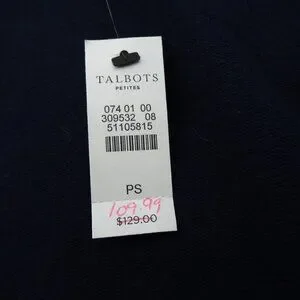 TALBOTS
PETITES
074 01 00
309532 08
51105815
PS
109.99
$129.00